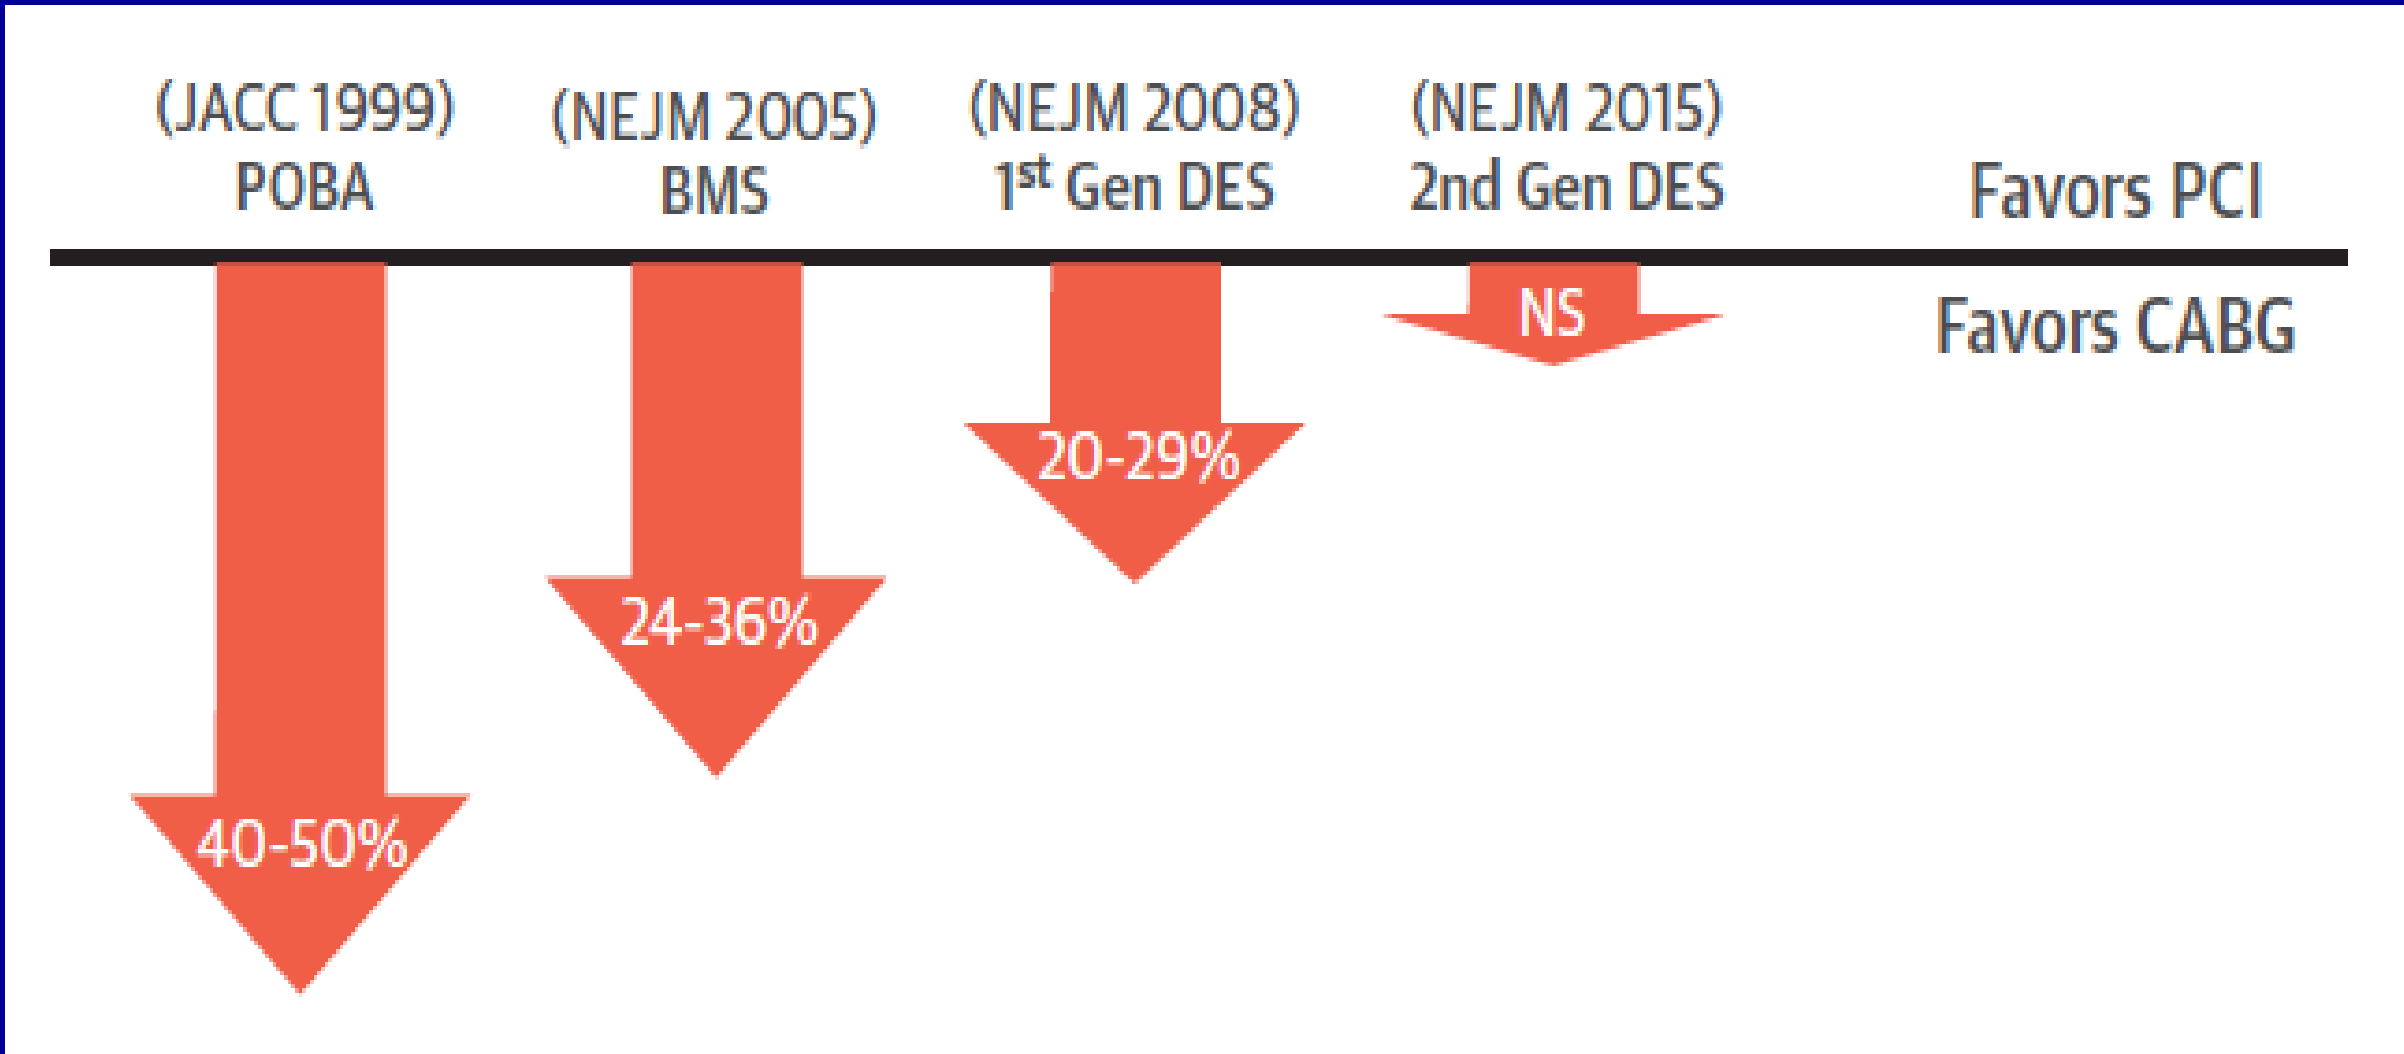 (JACC 1999)
POBA
(NEJM 2005)
BMS
(NEJM 2008)
1st Gen DES
(NEJM 2015)
2nd Gen DES
Favors PCI
Favors CABG
NS
20-29%
24-36%
40-50%